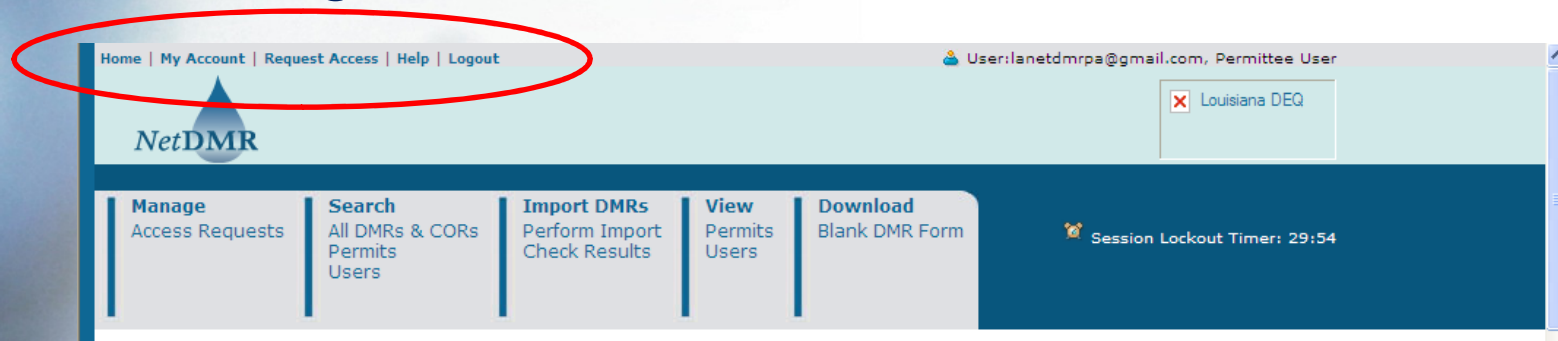 Home | My Account | Request Access | Help | Logout
User:lanetdmrpa@gmail.com, Permittee User
Louisiana DEQ
NetDMR
Manage
Access Requests
Search
All DMRs & CORs
Permits
Users
Import DMRs
Perform Import
Check Results
View
Permits
Users
Download
Blank DMR Form
Session Lockout Timer: 29:54